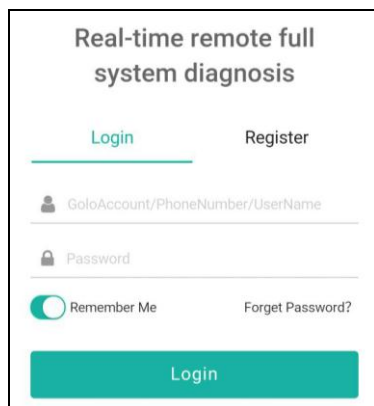 Real-time remote full
system diagnosis
Login Register
GoloAccount/PhoneNumber/UserName
Password
Remember Me Forget Password?
Login